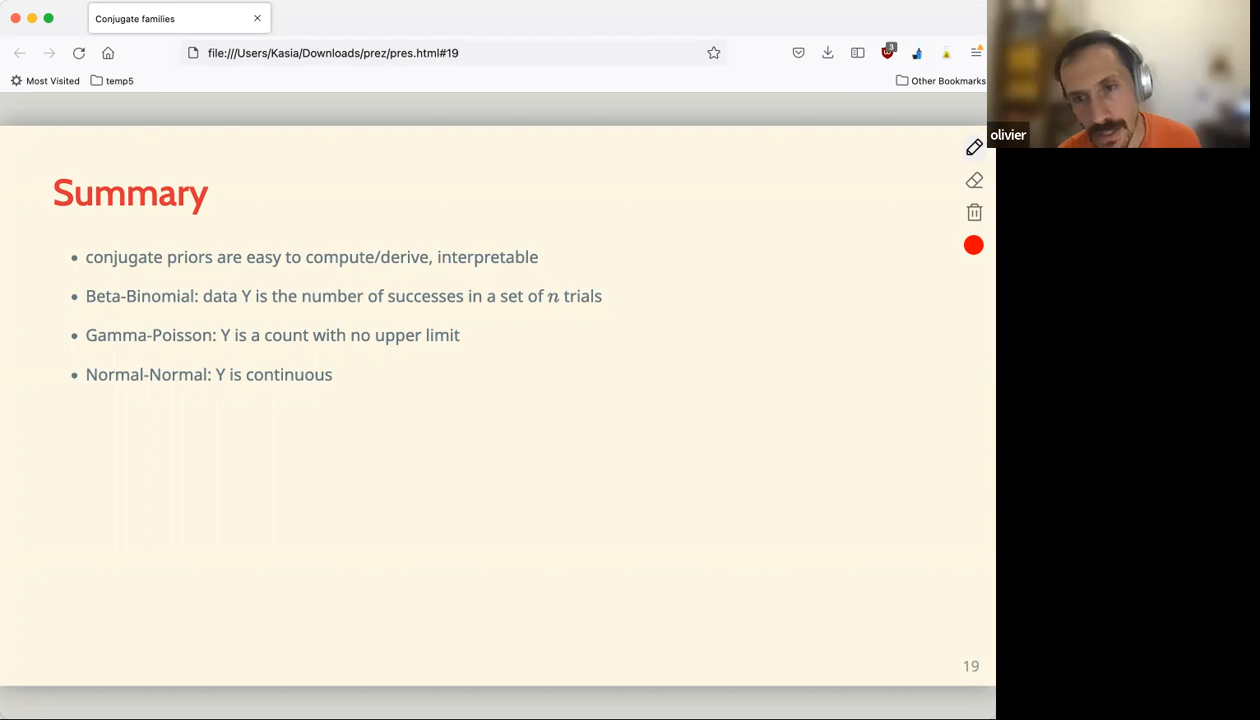 Conjugate families
file:///Users/Kasia/Downloads/prez/pres.html#19
3
Most Visited
temp5
Other Bookmarks
olivier
Summary
• conjugate priors are easy to compute/derive, interpretable
• Beta-Binomial: data Y is the number of successes in a set of n trials
• Gamma-Poisson: Y is a count with no upper limit
• Normal-Normal: Y is continuous
19